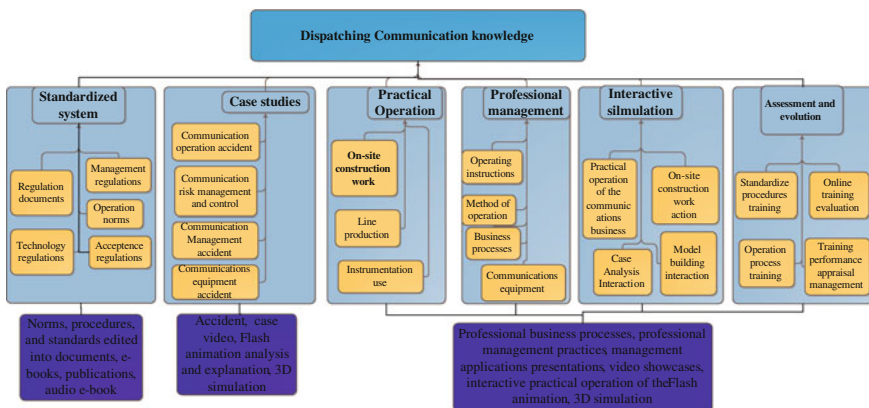 Dispatching Communication knowledge
Standardized
system
Regulation
documents
Management
regulations
Operation
norms
Technology
regulations
Acceptence
regulations
Norms, procedures,
and standards edited
into documents, e-
books, publications,
audio e-book
Case studies
Communication
operation accident
Communication
risk management
and control
Communication
Management
accident
Communications
equipment
accident
Accident, case
video, Flash
animation analysis
and explanation, 3D
simulation
Practical
Operation
On-site
construction
work
Line
production
Instrumentation
use
Professional
management
Operating
instructions
Method of
operation
Business
processes
Communications
equipment
Interactive
silmulation
Practical
operation of
the
communic
ations
business
On-site
construction
work
action
Case
Analysis
Interaction
Model
building
interaction
Assessment and
evolution
Standardize
procedures
training
Online
training
evaluation
Operation
process
training
Training
performance
appraisal
management
Professional business processes, professional
management practices, management
applications presentations, video showcases,
interactive practical operation of theFlash
animation, 3D simulation